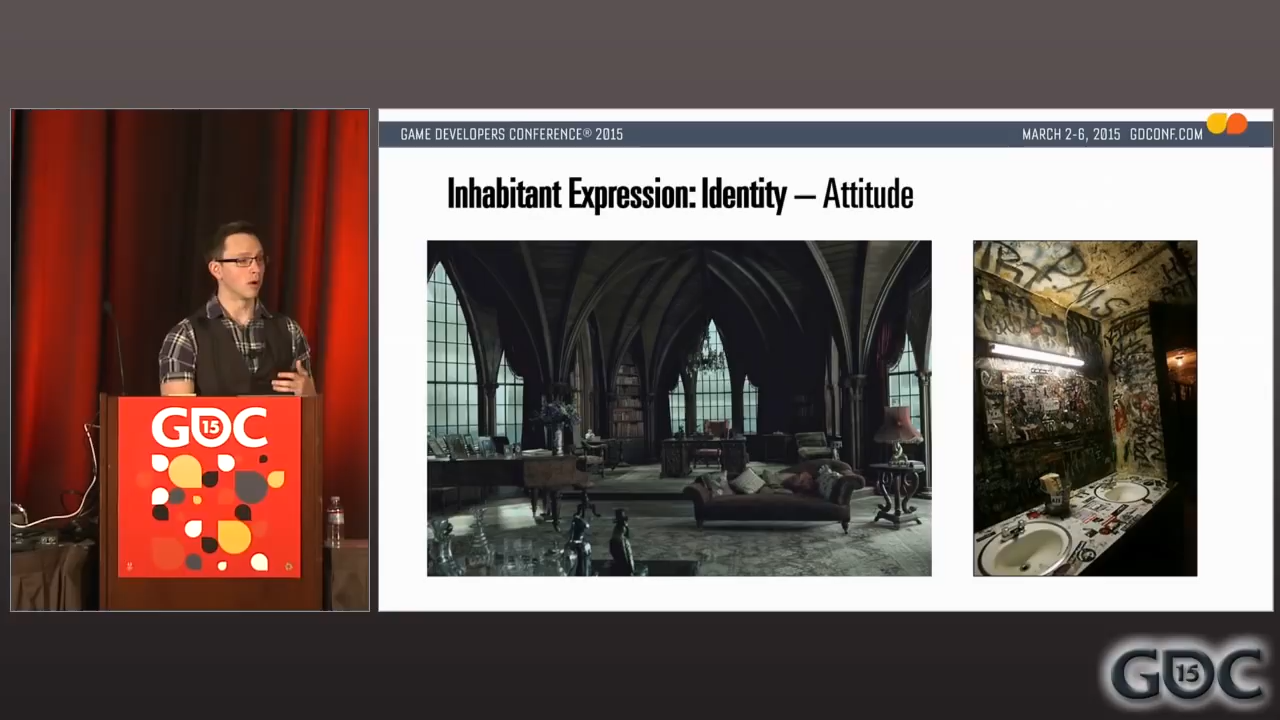 GAME DEVELOPERS CONFERENCE® 2015
MARCH 2-6, 2015 GDCONF.COM
Inhabitant Expression: Identity – Attitude
R.P.M.S
GDC
15
GDC
15